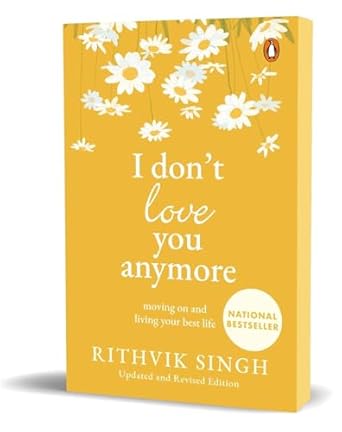 I don't
love
you
anymore
moving on and
living your best life
NATIONAL
BESTSELLER
RITHVIK SINGH
Updated and Revised Edition